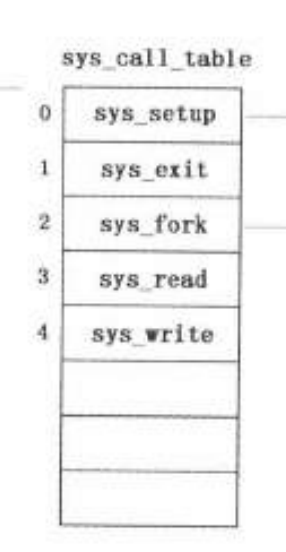 sys_call_table
0 sys_setup
1 sys_exit
2 sys_fork
3 sys_read
4 sys_write